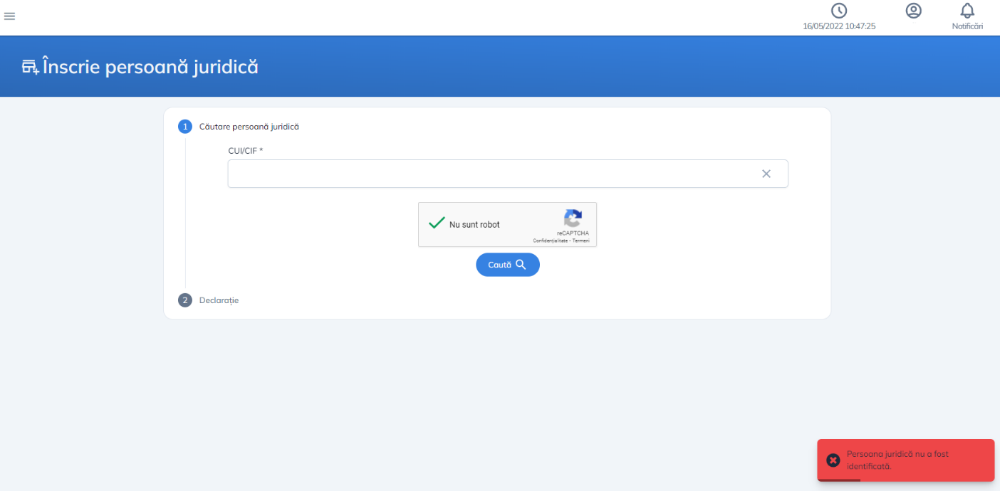 16/05/2022 10:47:25
Notificări
Înscrie persoană juridică
1 Căutare persoană juridică
CUI/CIF *
Nu sunt robot
reCAPTCHA
Confidențialitate - Termeni
Caută
2 Declarație
Persoana juridică nu a fost
identificată.